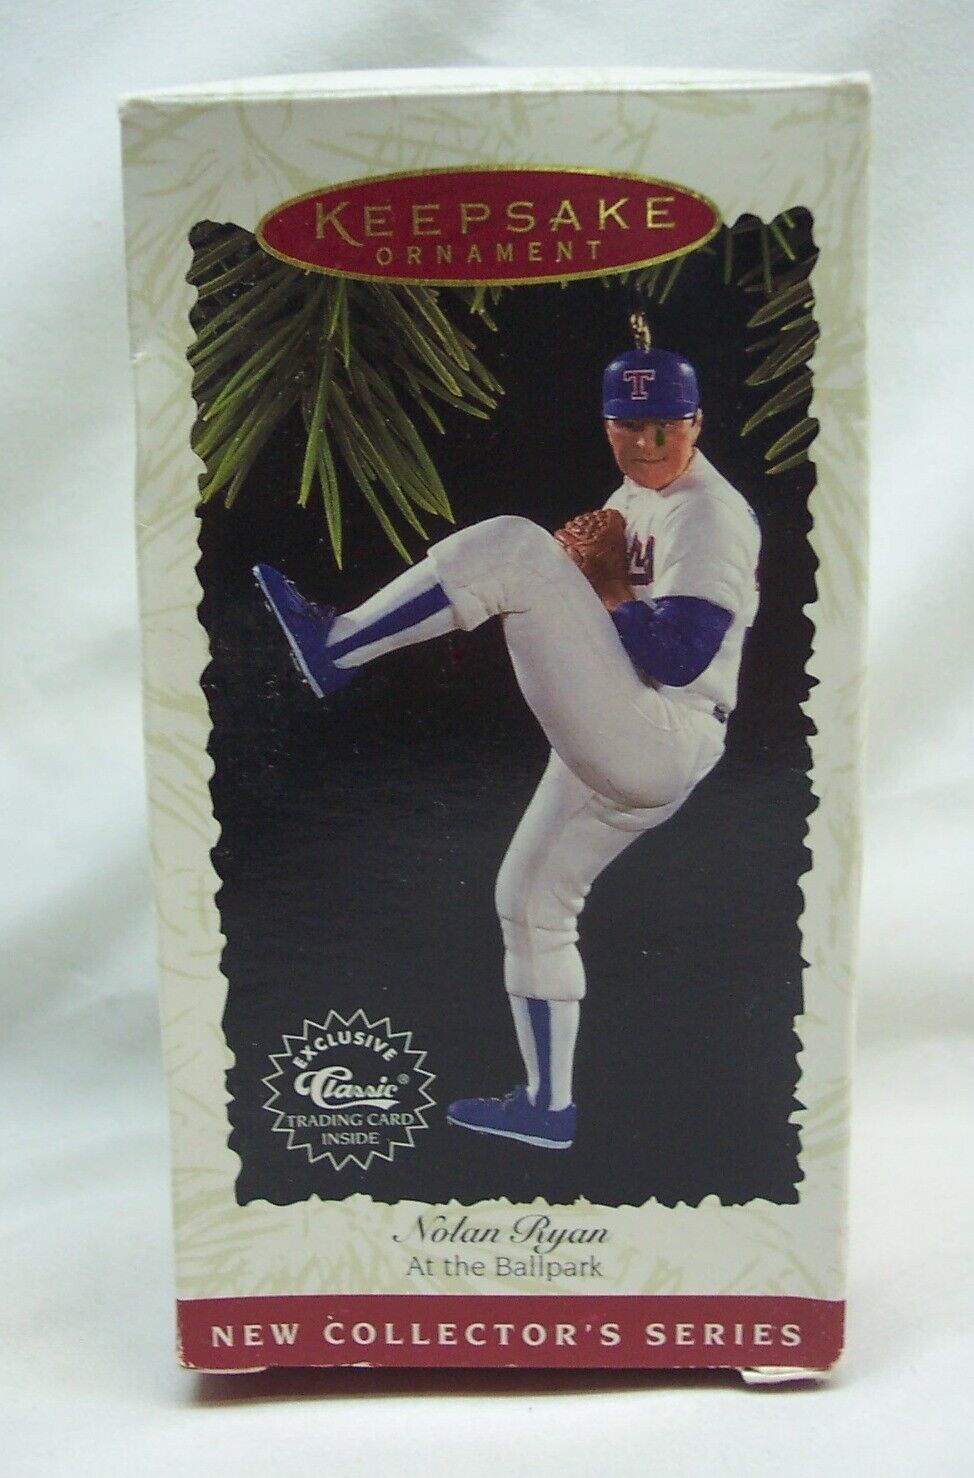 KEEPSAKE
ORNAMENT
T
EXCLUSIVE
Classic®
TRADING CARD
INSIDE
Nolan Ryan
At the Ballpark
NEW COLLECTOR'S SERIES